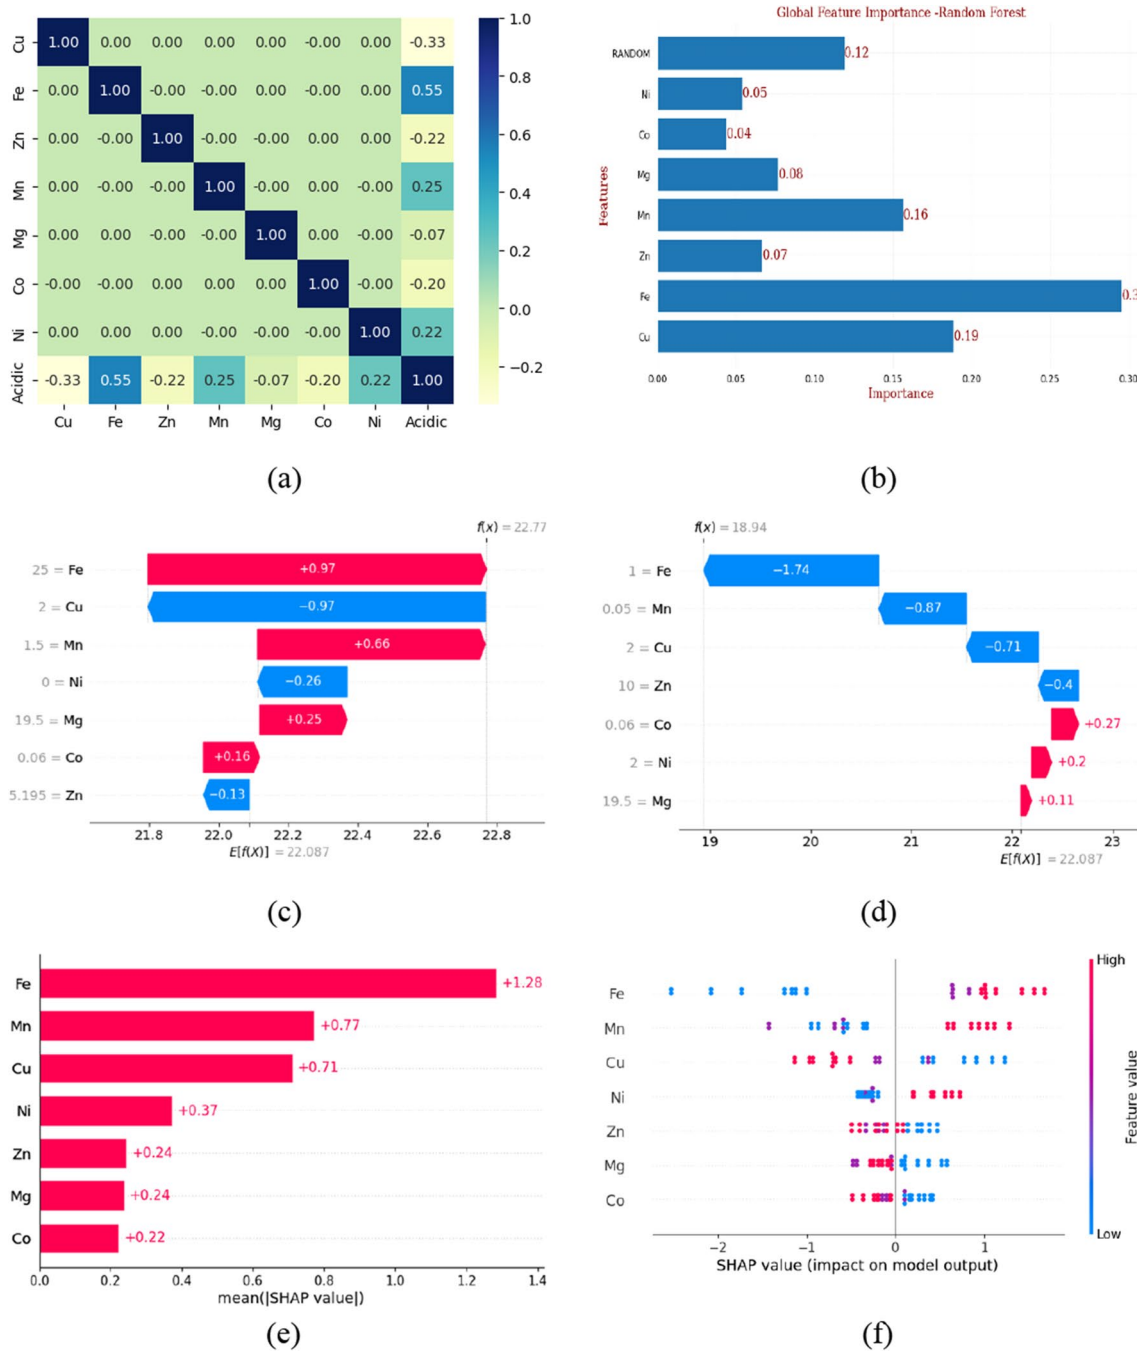 Cu 1.00 0.00 0.00 0.00 0.00 -0.00 0.00 -0.33
Fe 0.00 1.00 -0.00 -0.00 0.00 -0.00 0.00 0.55
Zn 0.00 -0.00 1.00 -0.00 0.00 0.00 0.00 -0.22
Mn 0.00 -0.00 -0.00 1.00 -0.00 0.00 -0.00 0.25
Mg 0.00 0.00 0.00 -0.00 1.00 0.00 -0.00 -0.07
Co -0.00 -0.00 0.00 0.00 0.00 1.00 -0.00 -0.20
Ni 0.00 0.00 0.00 -0.00 -0.00 -0.00 1.00 0.22
Acidic -0.33 0.55 -0.22 0.25 -0.07 -0.20 0.22 1.00
Cu Fe Zn Mn Mg Co Ni Acidic
1.0
0.8
0.6
0.4
0.2
0.0
−0.2
(a)
Global Feature Importance -Random Forest
Features
RANDOM 0.12
Ni 0.05
Co 0.04
Mg 0.08
Mn 0.16
Zn 0.07
Fe 0.3
Cu 0.19
0.00 0.05 0.10 0.15 0.20 0.25 0.30
Importance
(b)
f(x) = 22.77
25 = Fe +0.97
2 = Cu −0.97
1.5 = Mn +0.66
0 = Ni −0.26
19.5 = Mg +0.25
0.06 = Co +0.16
5.195 = Zn −0.13
21.8 22.0 22.2 22.4 22.6 22.8
E[f(X)] = 22.087
(c)
f(x) = 18.94
1 = Fe −1.74
0.05 = Mn −0.87
2 = Cu −0.71
10 = Zn −0.4
0.06 = Co +0.27
2 = Ni +0.2
19.5 = Mg +0.11
19 20 21 22 23
E[f(X)] = 22.087
(d)
Fe +1.28
Mn +0.77
Cu +0.71
Ni +0.37
Zn +0.24
Mg +0.24
Co +0.22
0.0 0.2 0.4 0.6 0.8 1.0 1.2 1.4
mean(|SHAP value|)
(e)
Fe
Mn
Cu
Ni
Zn
Mg
Co
−2 −1 0 1
SHAP value (impact on model output)
High
Feature value
Low
(f)